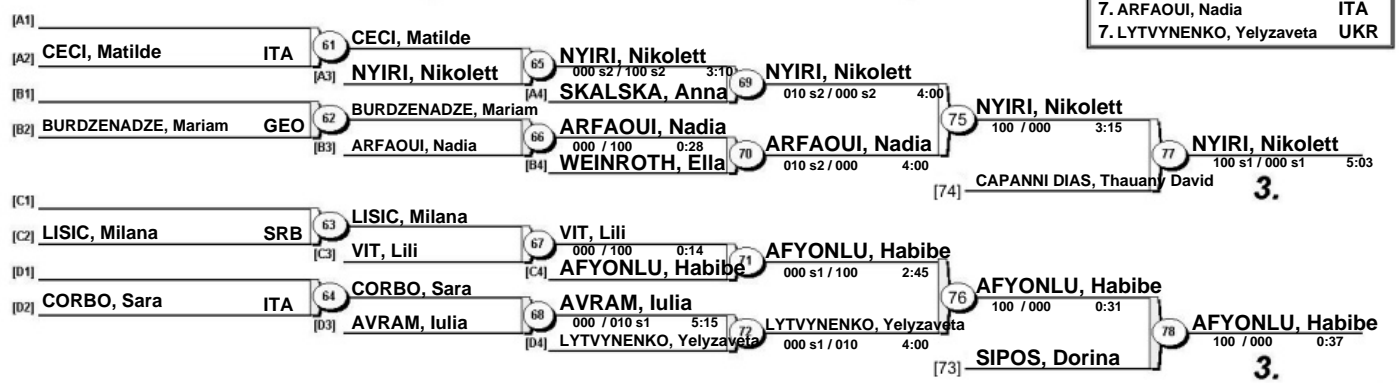 7. ARFAOUI, Nadia ITA
7. LYTVYNENKO, Yelyzaveta UKR
[A1]
[A2] CECI, Matilde ITA
61 CECI, Matilde
[A3] NYIRI, Nikolett
65 NYIRI, Nikolett
000 s2 / 100 s2 3:10
[A4] SKALSKA, Anna
69 NYIRI, Nikolett
010 s2 / 000 s2 4:00
[B1]
[B2] BURDZENADZE, Mariam GEO
62 BURDZENADZE, Mariam
[B3] ARFAOUI, Nadia
66 ARFAOUI, Nadia
000 / 100 0:28
[B4] WEINROTH, Ella
70 ARFAOUI, Nadia
010 s2 / 000 4:00
75 NYIRI, Nikolett
100 / 000 3:15
[74] CAPANNI DIAS, Thauany David
77 NYIRI, Nikolett
100 s1 / 000 s1 5:03
3.
[C1]
[C2] LISIC, Milana SRB
63 LISIC, Milana
[C3] VIT, Lili
67 VIT, Lili
000 / 100 0:14
[C4] AFYONLU, Habibe
71 AFYONLU, Habibe
000 s1 / 100 2:45
[D1]
[D2] CORBO, Sara ITA
64 CORBO, Sara
[D3] AVRAM, Iulia
68 AVRAM, Iulia
000 / 010 s1 5:15
[D4] LYTVYNENKO, Yelyzaveta
72 LYTVYNENKO, Yelyzaveta
000 s1 / 010 4:00
76 AFYONLU, Habibe
100 / 000 0:31
[73] SIPOS, Dorina
78 AFYONLU, Habibe
100 / 000 0:37
3.